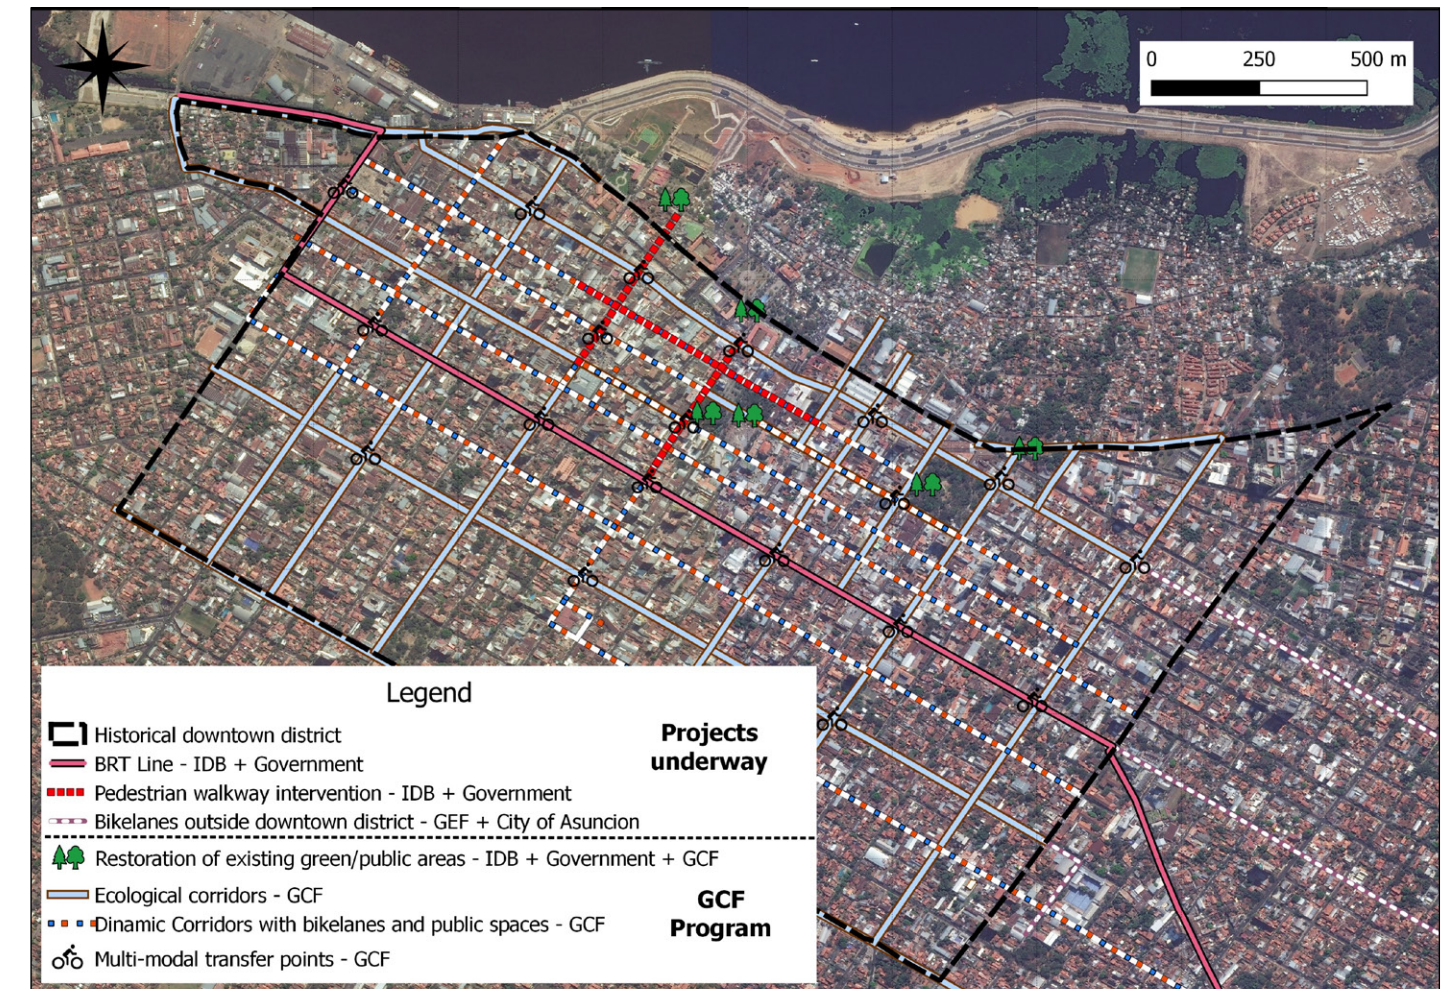 0 250 500 m
Legend
Projects
underway
Historical downtown district
BRT Line - IDB + Government
Pedestrian walkway intervention - IDB + Government
Bikelanes outside downtown district - GEF + City of Asuncion
Restoration of existing green/public areas - IDB + Government + GCF
Ecological corridors - GCF
GCF
Program
Dinamic Corridors with bikelanes and public spaces - GCF
Multi-modal transfer points - GCF